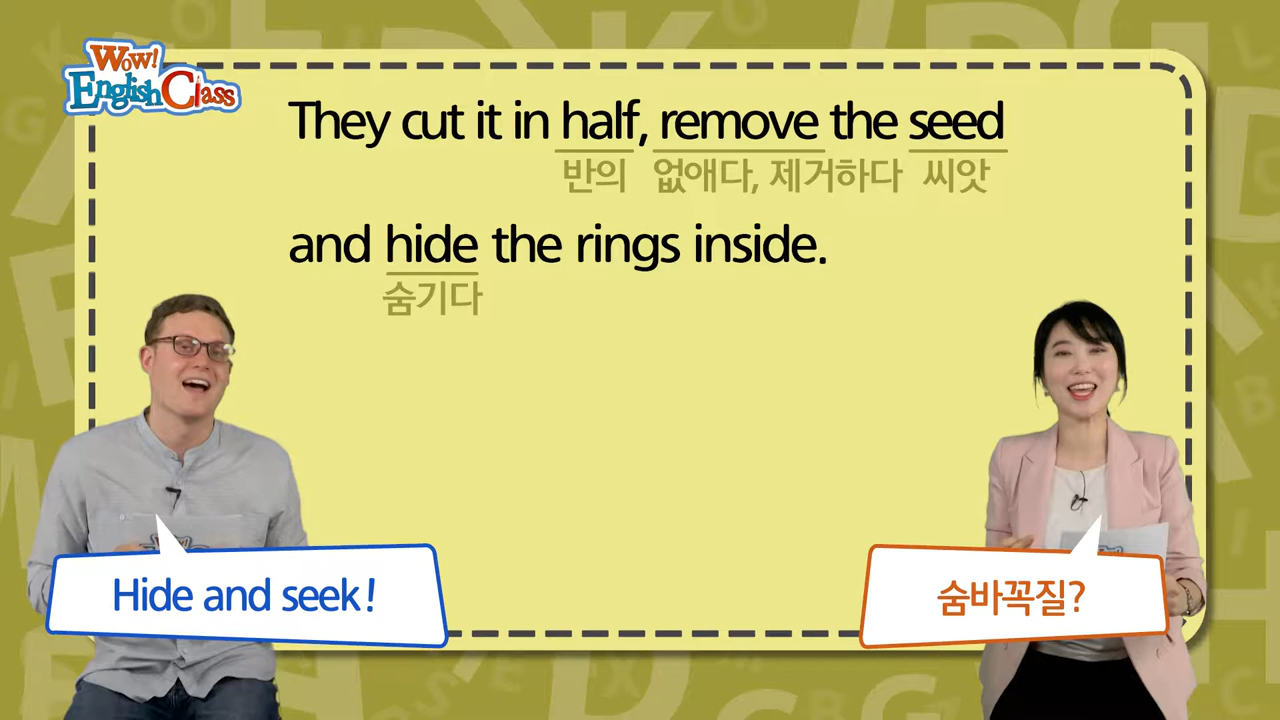 Wow!
English Class
They cut it in half, remove the seed
반의 없애다, 제거하다 씨앗
and hide the rings inside.
숨기다
Hide and seek!
숨바꼭질?